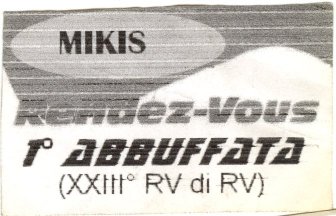 MIKIS
Rendez-Vous
1° ABBUFFATA
(XXIII° RV di RV)